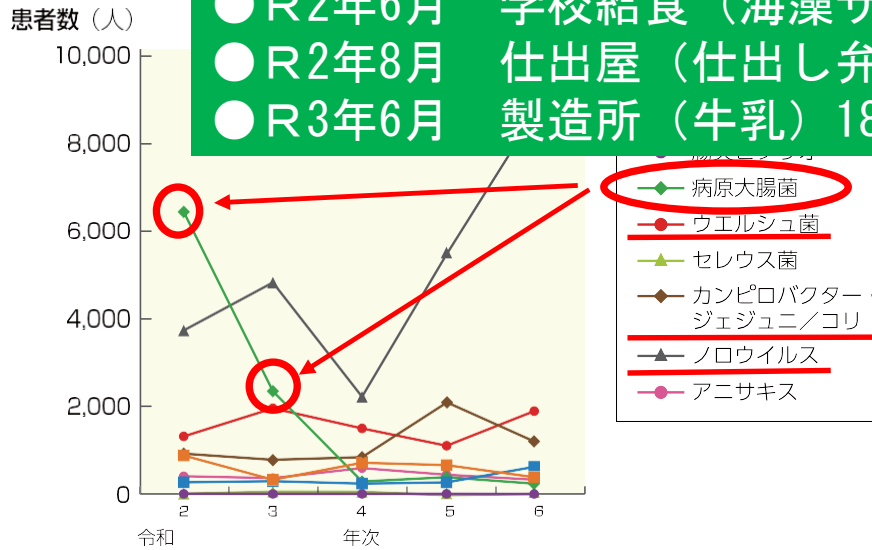 患者数（人）
●Ｒ2年6月　学校給食（海藻サ
●Ｒ2年8月　仕出屋（仕出し弁
●Ｒ3年6月　製造所（牛乳）18
10,000
8,000
6,000
4,000
2,000
0
2 3 4 5 6
令和 年次
病原大腸菌
ウエルシュ菌
セレウス菌
カンピロバクター・
ジェジュニ／コリ
ノロウイルス
アニサキス